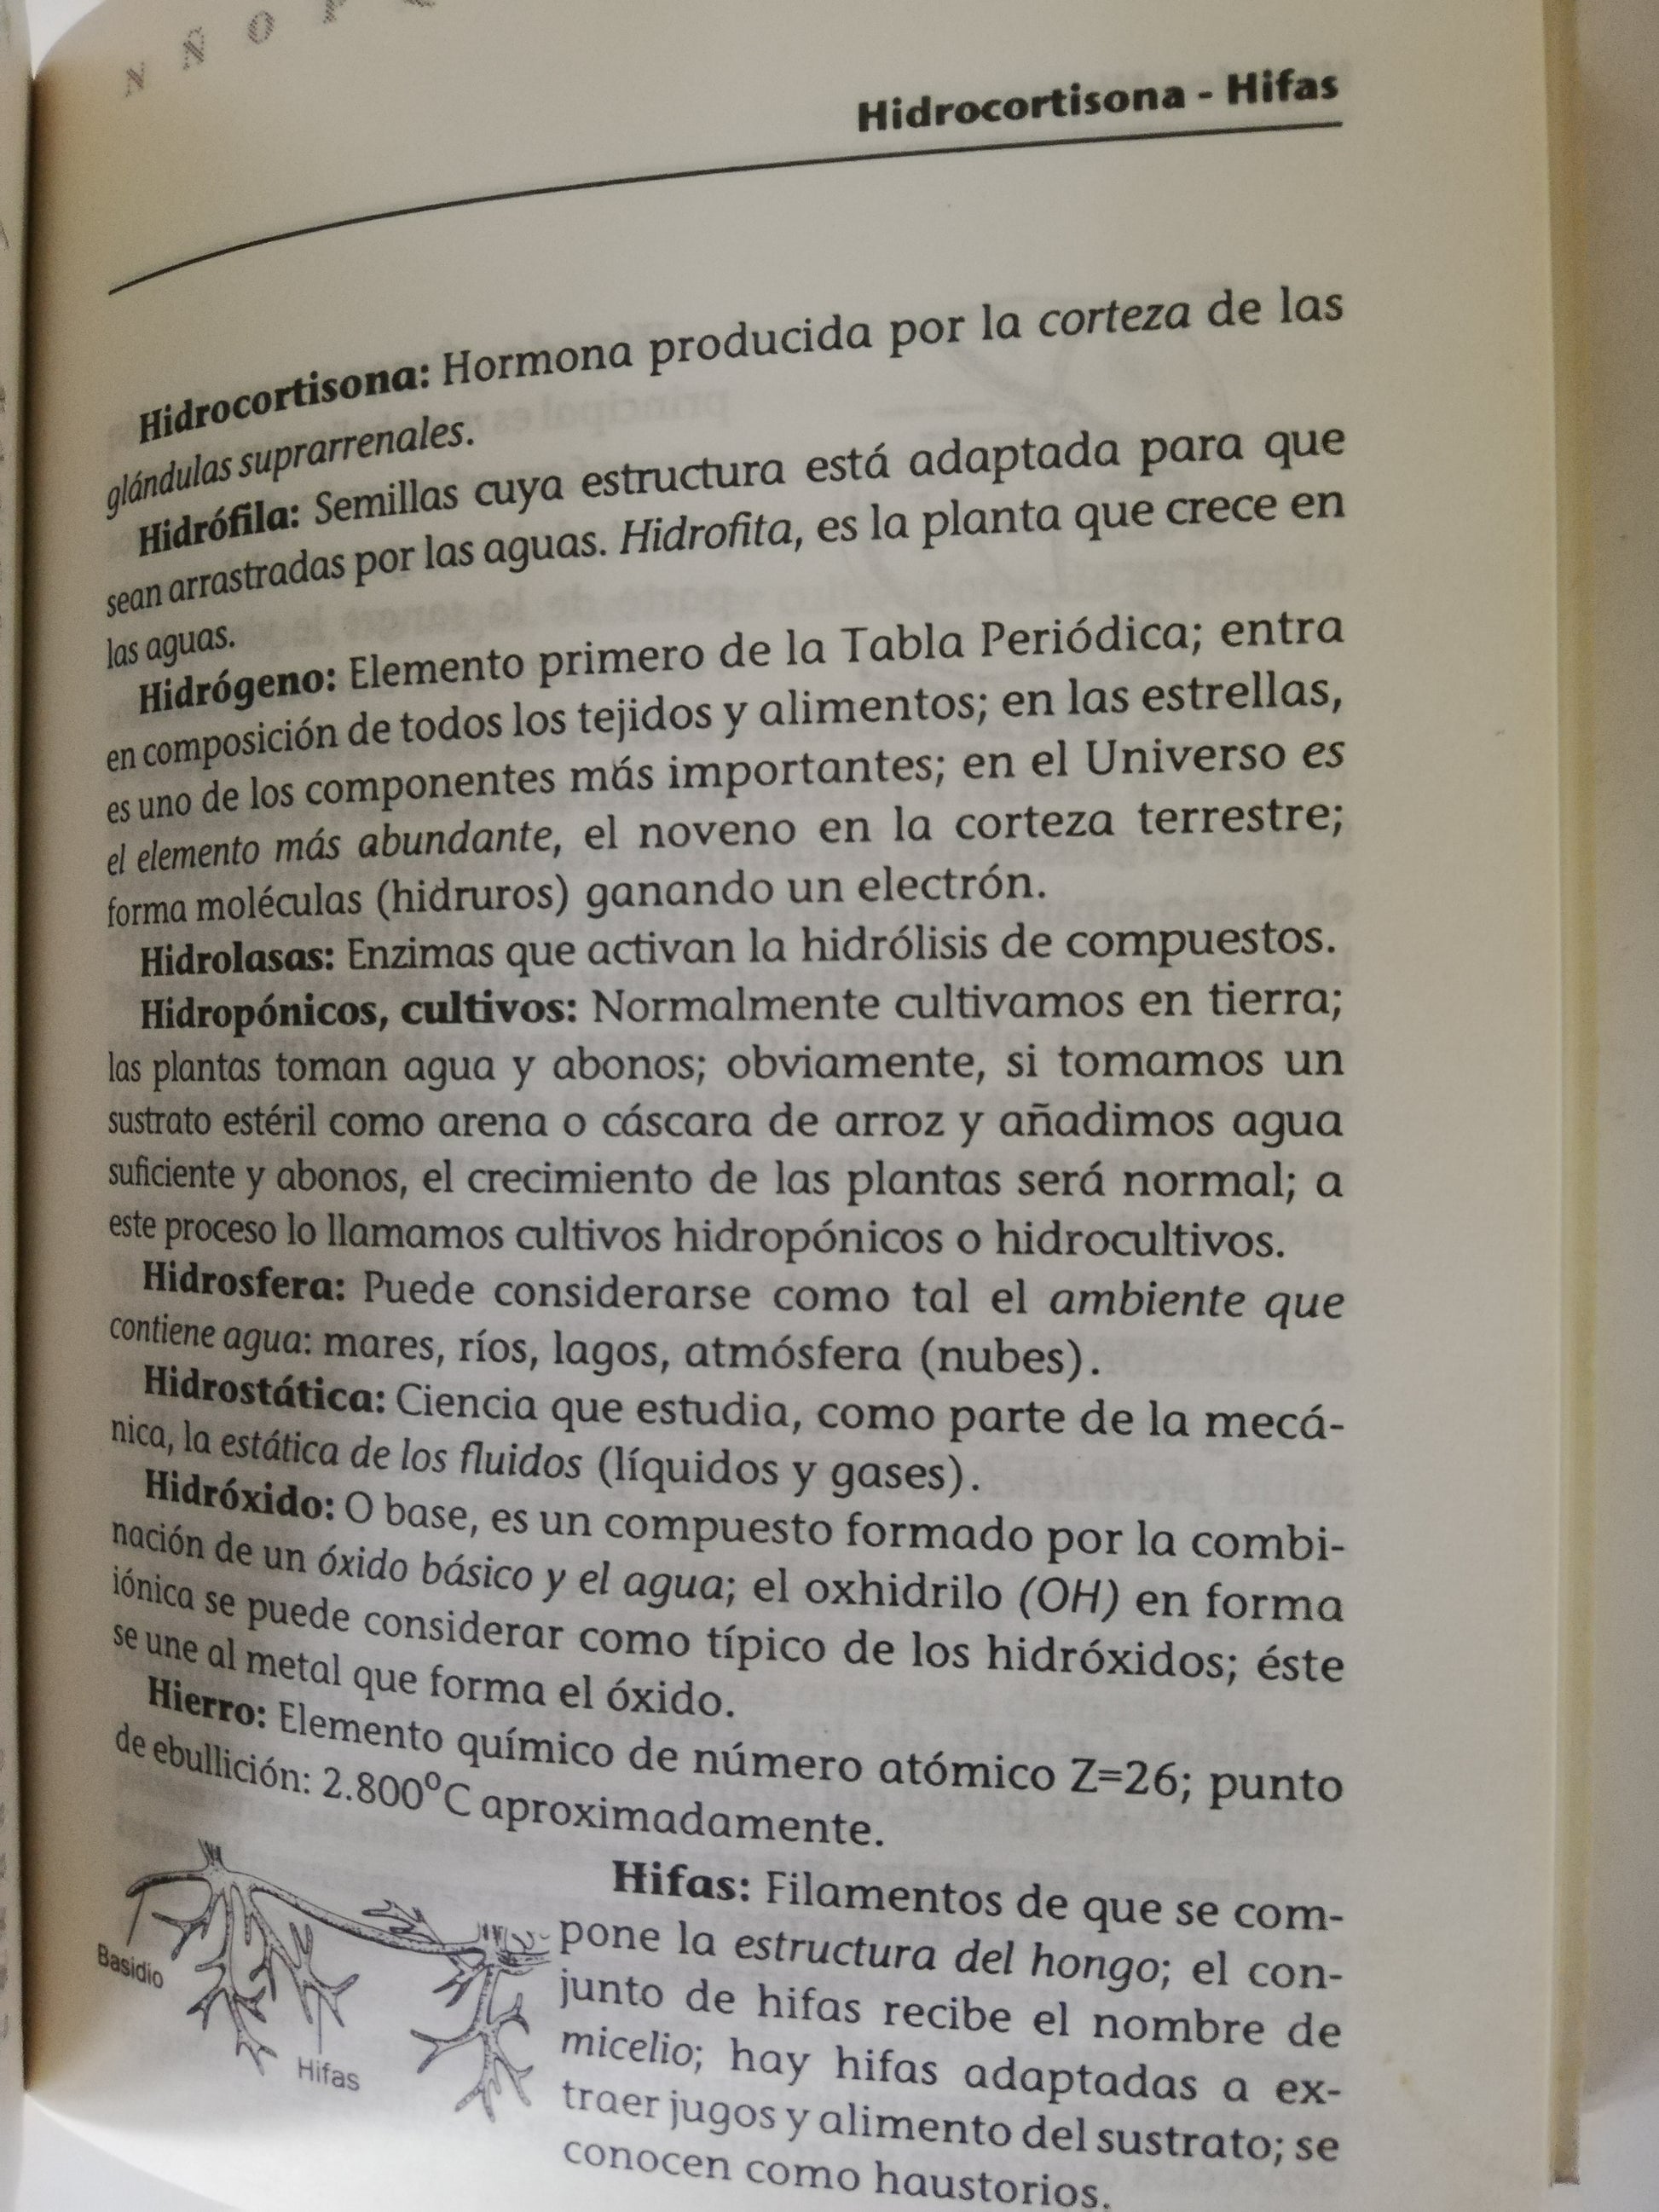 N Ñ O P
Hidrocortisona - Hifas
Hidrocortisona: Hormona producida por la corteza de las
glándulas suprarrenales.
Hidrófila: Semillas cuya estructura está adaptada para que
sean arrastradas por las aguas. Hidrofita, es la planta que crece en
las aguas.
Hidrógeno: Elemento primero de la Tabla Periódica; entra
en composición de todos los tejidos y alimentos; en las estrellas,
es uno de los componentes más importantes; en el Universo es
el elemento más abundante, el noveno en la corteza terrestre;
forma moléculas (hidruros) ganando un electrón.
Hidrolasas: Enzimas que activan la hidrólisis de compuestos.
Hidropónicos, cultivos: Normalmente cultivamos en tierra;
las plantas toman agua y abonos; obviamente, si tomamos un
sustrato estéril como arena o cáscara de arroz y añadimos agua
suficiente y abonos, el crecimiento de las plantas será normal; a
este proceso lo llamamos cultivos hidropónicos o hidrocultivos.
Hidrosfera: Puede considerarse como tal el ambiente que
contiene agua: mares, ríos, lagos, atmósfera (nubes).
Hidrostática: Ciencia que estudia, como parte de la mecá-
nica, la estática de los fluidos (líquidos y gases).
Hidróxido: O base, es un compuesto formado por la combi-
nación de un óxido básico y el agua; el oxhidrilo (OH) en forma
iónica se puede considerar como típico de los hidróxidos; éste
se une al metal que forma el óxido.
Hierro: Elemento químico de número atómico Z=26; punto
de ebullición: 2.800°C aproximadamente.
Hifas: Filamentos de que se com-
pone la estructura del hongo; el con-
junto de hifas recibe el nombre de
micelio; hay hifas adaptadas a ex-
traer jugos y alimento del sustrato; se
conocen como haustorios.
Basidio
Hifas